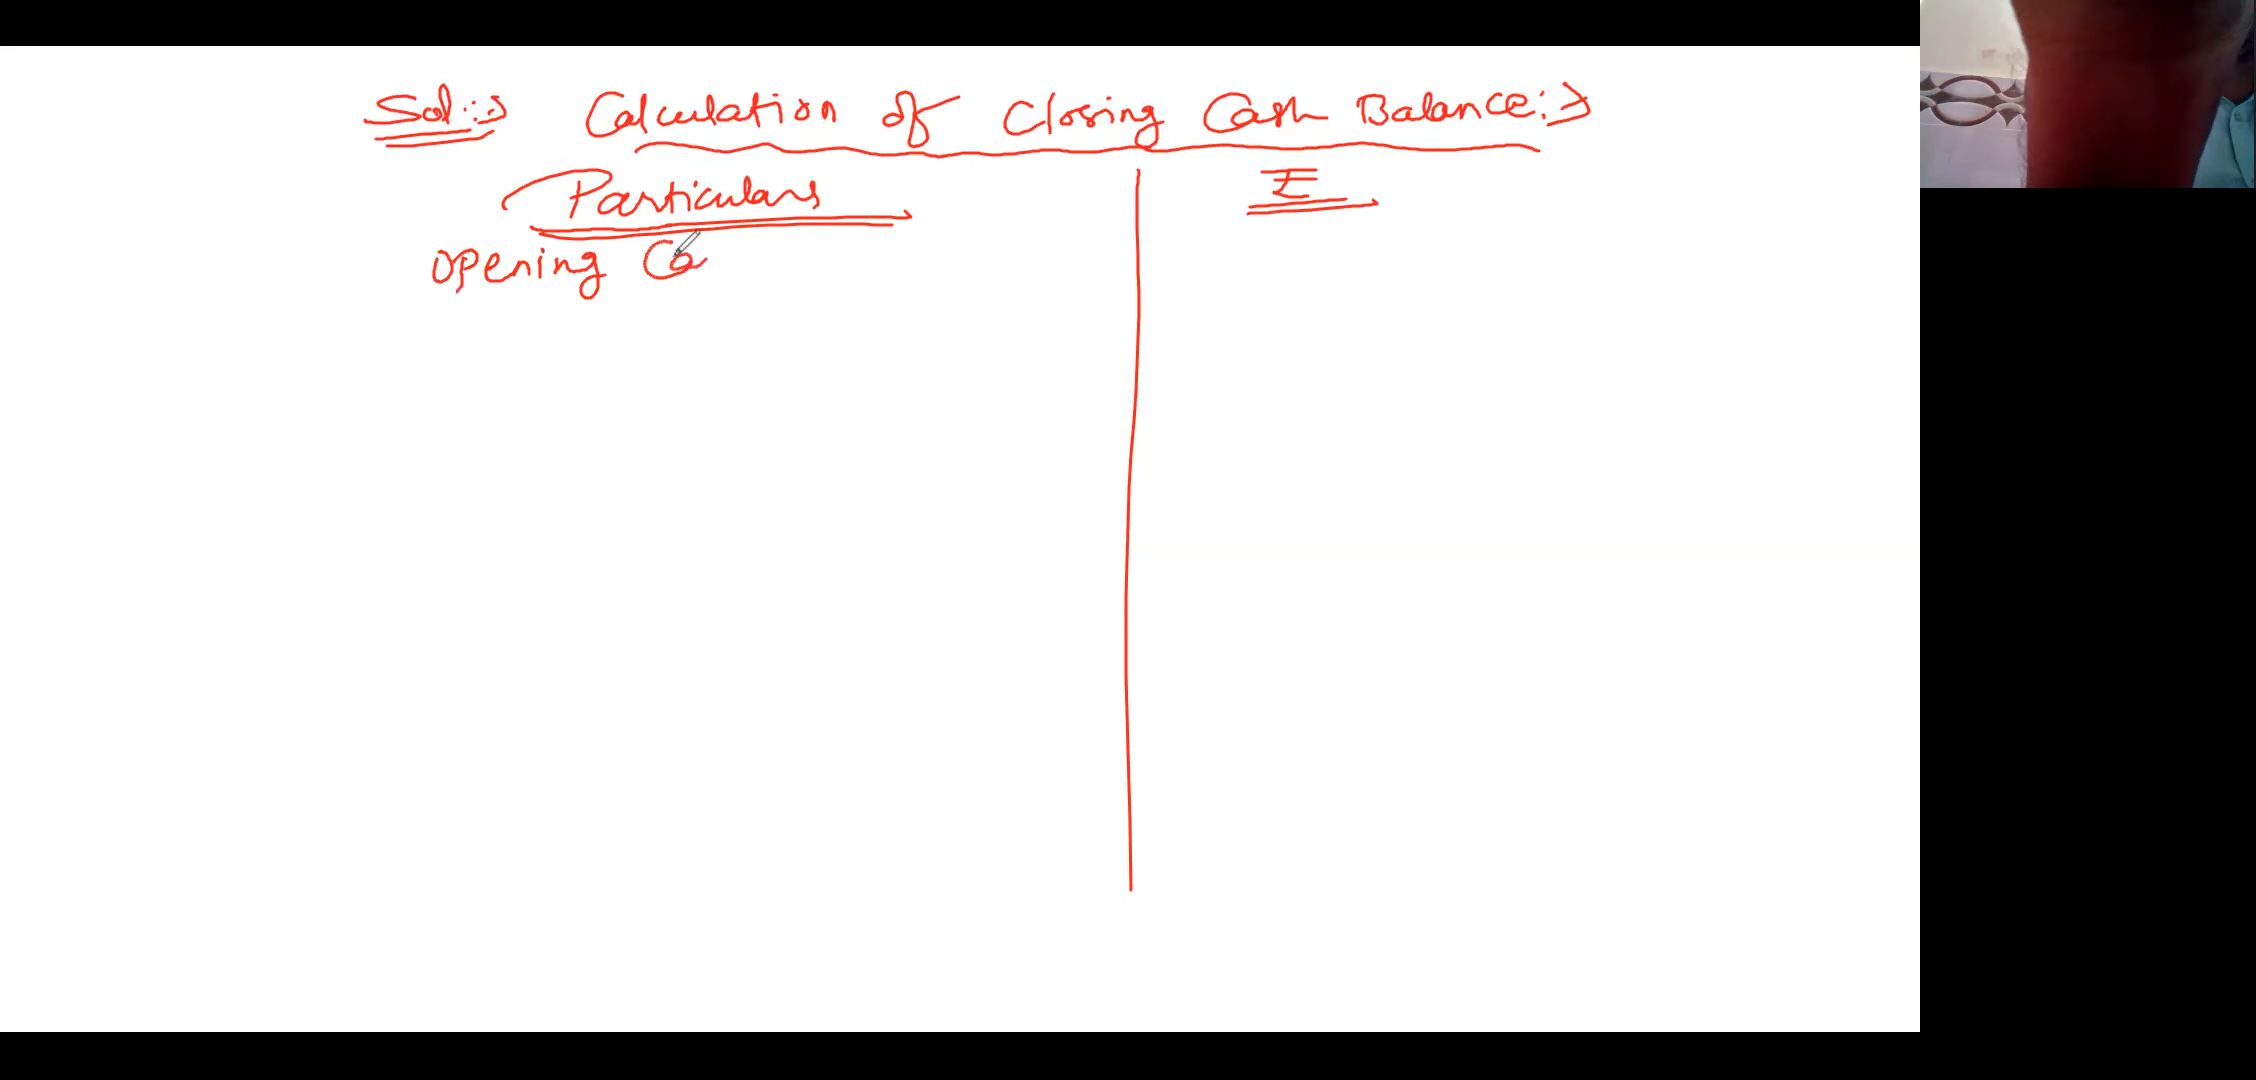 Sol::→ Calculation of Closing Cash Balance:→
Particulars ₹
Opening Ca